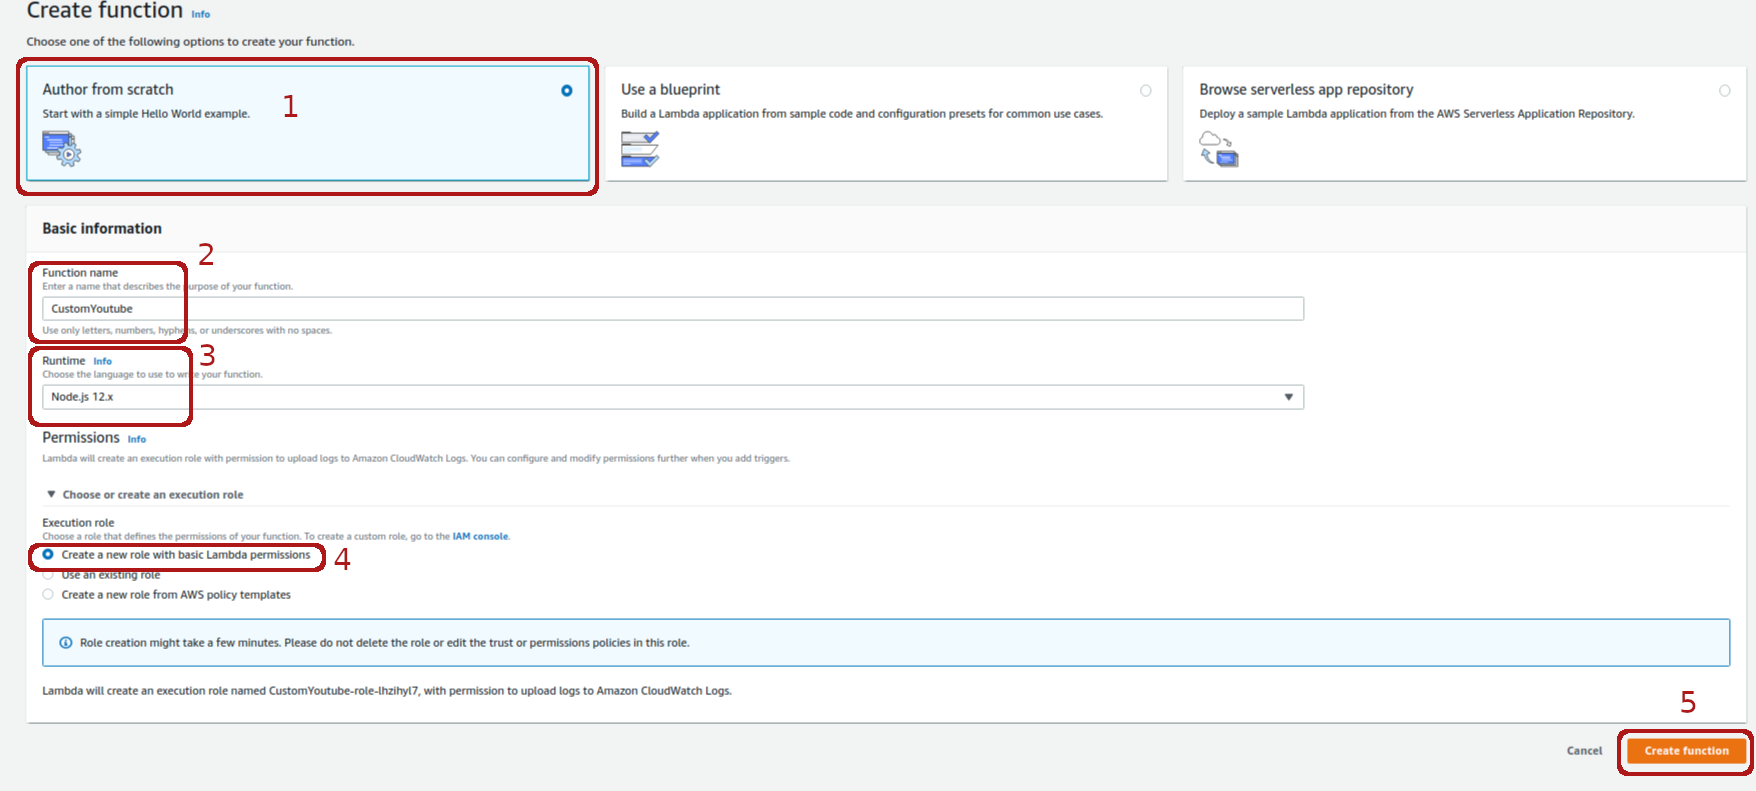 Create function Info
Choose one of the following options to create your function.
Author from scratch
Start with a simple Hello World example.
1
Use a blueprint
Build a Lambda application from sample code and configuration presets for common use cases.
Browse serverless app repository
Deploy a sample Lambda application from the AWS Serverless Application Repository.
Basic information
2
Function name
Enter a name that describes the purpose of your function.
CustomYoutube
Use only letters, numbers, hyphens, or underscores with no spaces.
3
Runtime Info
Choose the language to use to write your function.
Node.js 12.x
Permissions Info
Lambda will create an execution role with permission to upload logs to Amazon CloudWatch Logs. You can configure and modify permissions further when you add triggers.
Choose or create an execution role
Execution role
Choose a role that defines the permissions of your function. To create a custom role, go to the IAM console.
Create a new role with basic Lambda permissions
4
Use an existing role
Create a new role from AWS policy templates
Role creation might take a few minutes. Please do not delete the role or edit the trust or permissions policies in this role.
Lambda will create an execution role named CustomYoutube-role-lhzihyl7, with permission to upload logs to Amazon CloudWatch Logs.
5
Cancel
Create function